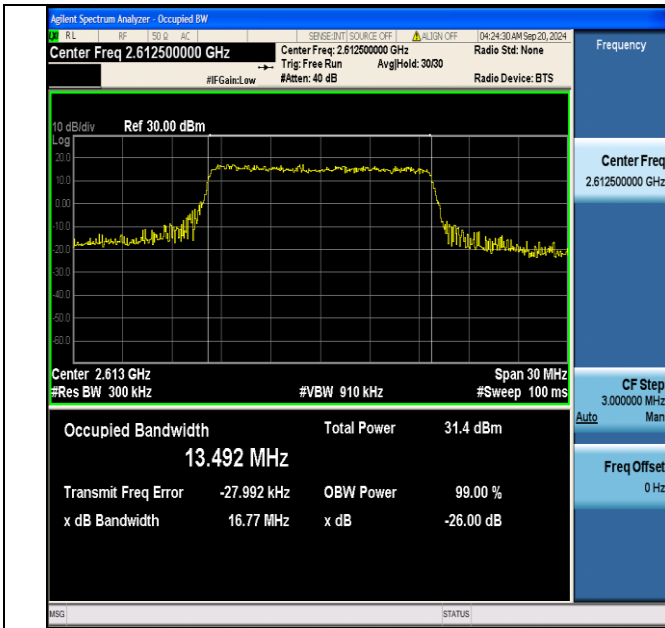 Agilent Spectrum Analyzer - Occupied BW
RL RF 50 Ω AC SENSE:INT SOURCE OFF ALIGN OFF 04:24:30 AM Sep 20, 2024
Center Freq 2.612500000 GHz
Center Freq: 2.612500000 GHz
Radio Std: None
Trig: Free Run Avg|Hold: 30/30
#IFGain:Low
#Atten: 40 dB
Radio Device: BTS
10 dB/div Ref 30.00 dBm
Log
20.0
10.0
0.00
-10.0
-20.0
-30.0
-40.0
-50.0
-60.0
Center 2.613 GHz Span 30 MHz
#Res BW 300 kHz #VBW 910 kHz #Sweep 100 ms
Occupied Bandwidth Total Power 31.4 dBm
13.492 MHz
Transmit Freq Error -27.992 kHz OBW Power 99.00 %
x dB Bandwidth 16.77 MHz x dB -26.00 dB
MSG STATUS
Frequency
Center Freq
2.612500000 GHz
CF Step
3.000000 MHz
Auto Man
Freq Offset
0 Hz